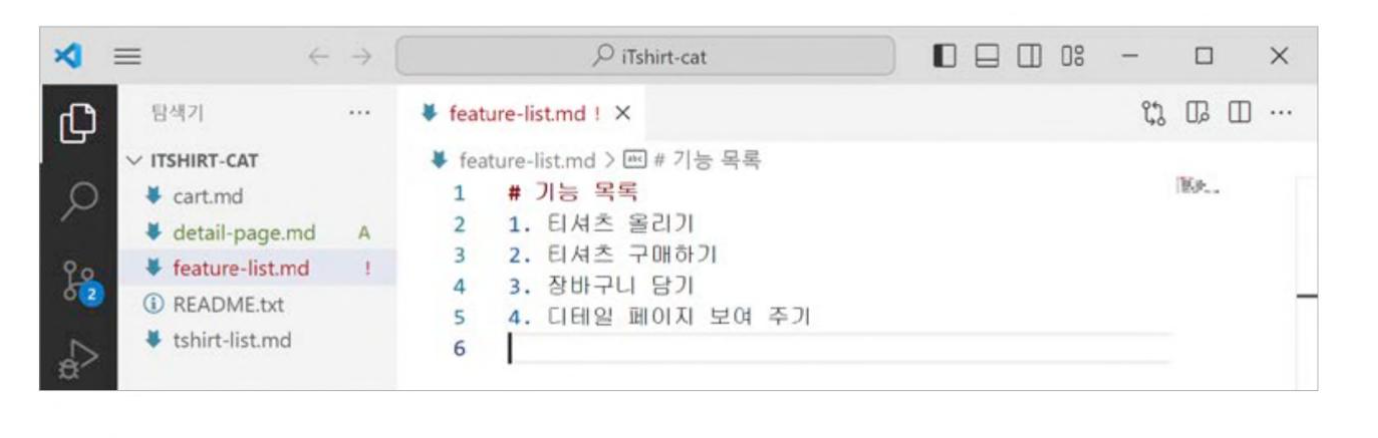 iTshirt-cat
탐색기 ···
feature-list.md !
ITSHIRT-CAT
cart.md
detail-page.md A
feature-list.md !
README.txt
tshirt-list.md
2
feature-list.md > # 기능 목록
1 # 기능 목록
2 1. 티셔츠 올리기
3 2. 티셔츠 구매하기
4 3. 장바구니 담기
5 4. 디테일 페이지 보여 주기
6